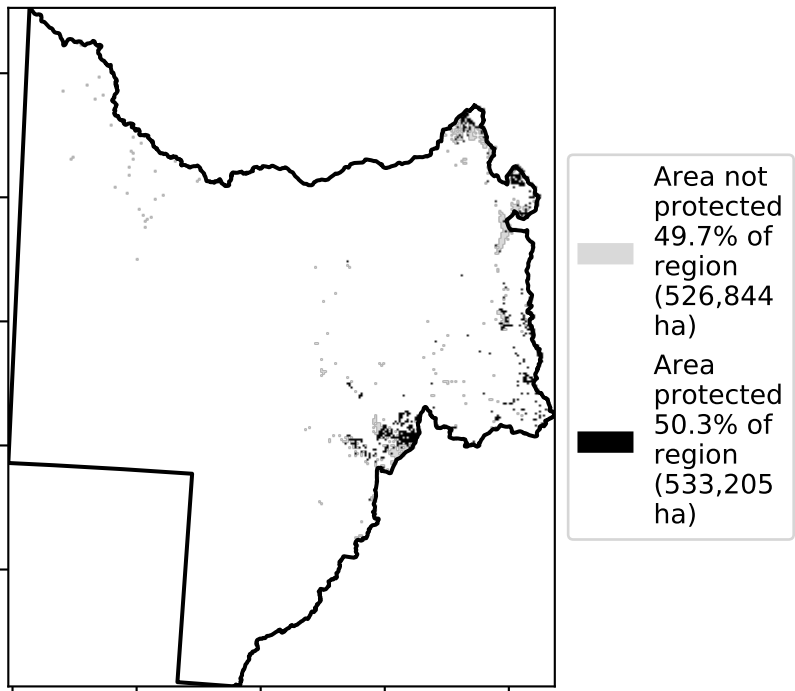 Area not
protected
49.7% of
region
(526,844
ha)
Area
protected
50.3% of
region
(533,205
ha)